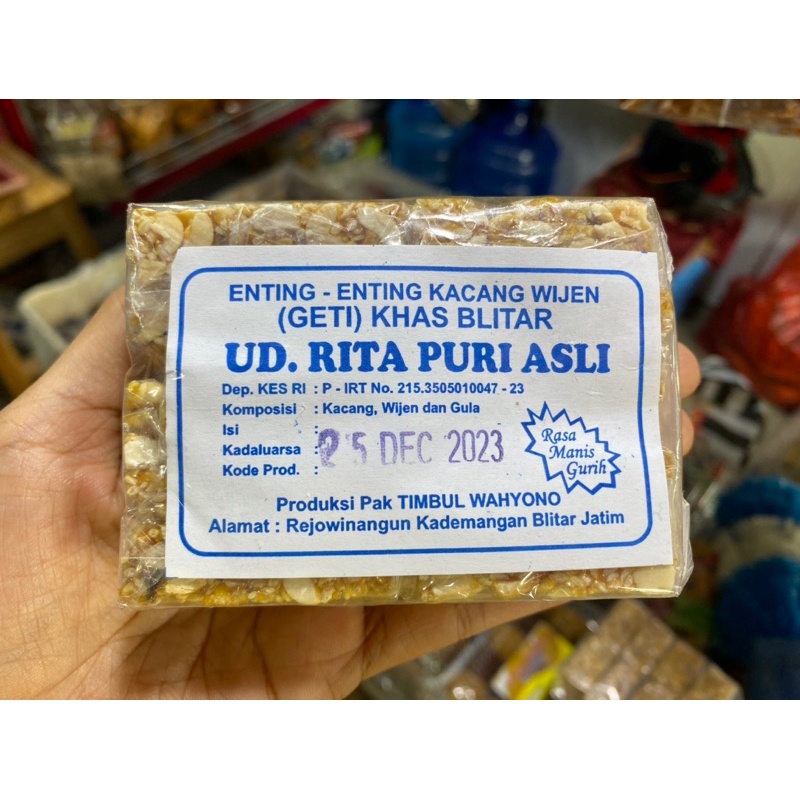 ENTING - ENTING KACANG WIJEN
(GETI) KHAS BLITAR
UD. RITA PURI ASLI
Dep. KES RI : P - IRT No. 215.3505010047 - 23
Komposisi : Kacang, Wijen dan Gula
Isi :
Kadaluarsa : 25 DEC 2023
Kode Prod. :
Rasa
Manis
Gurih
Produksi Pak TIMBUL WAHYONO
Alamat : Rejowinangun Kademangan Blitar Jatim